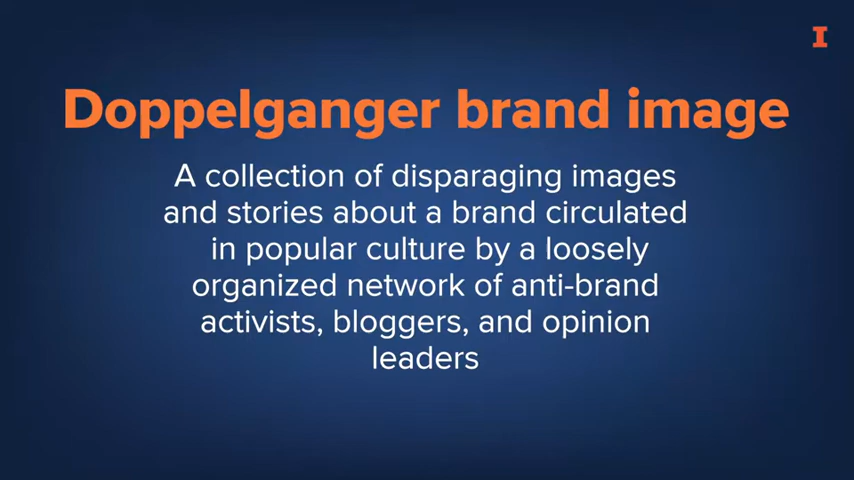 I
Doppelganger brand image
A collection of disparaging images
and stories about a brand circulated
in popular culture by a loosely
organized network of anti-brand
activists, bloggers, and opinion
leaders